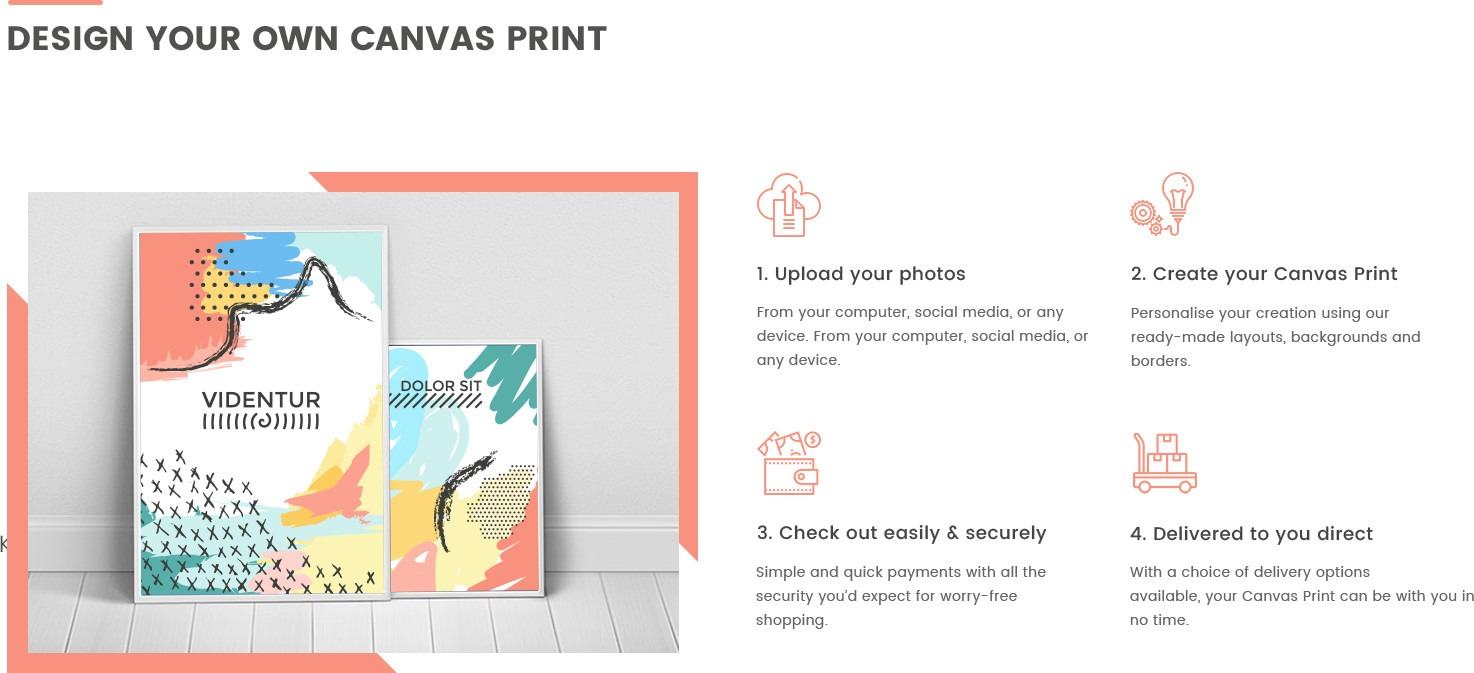 DESIGN YOUR OWN CANVAS PRINT
VIDENTUR
DOLOR SIT
1. Upload your photos
From your computer, social media, or any
device. From your computer, social media, or
any device.
2. Create your Canvas Print
Personalise your creation using our
ready-made layouts, backgrounds and
borders.
3. Check out easily & securely
Simple and quick payments with all the
security you'd expect for worry-free
shopping.
4. Delivered to you direct
With a choice of delivery options
available, your Canvas Print can be with you in
no time.